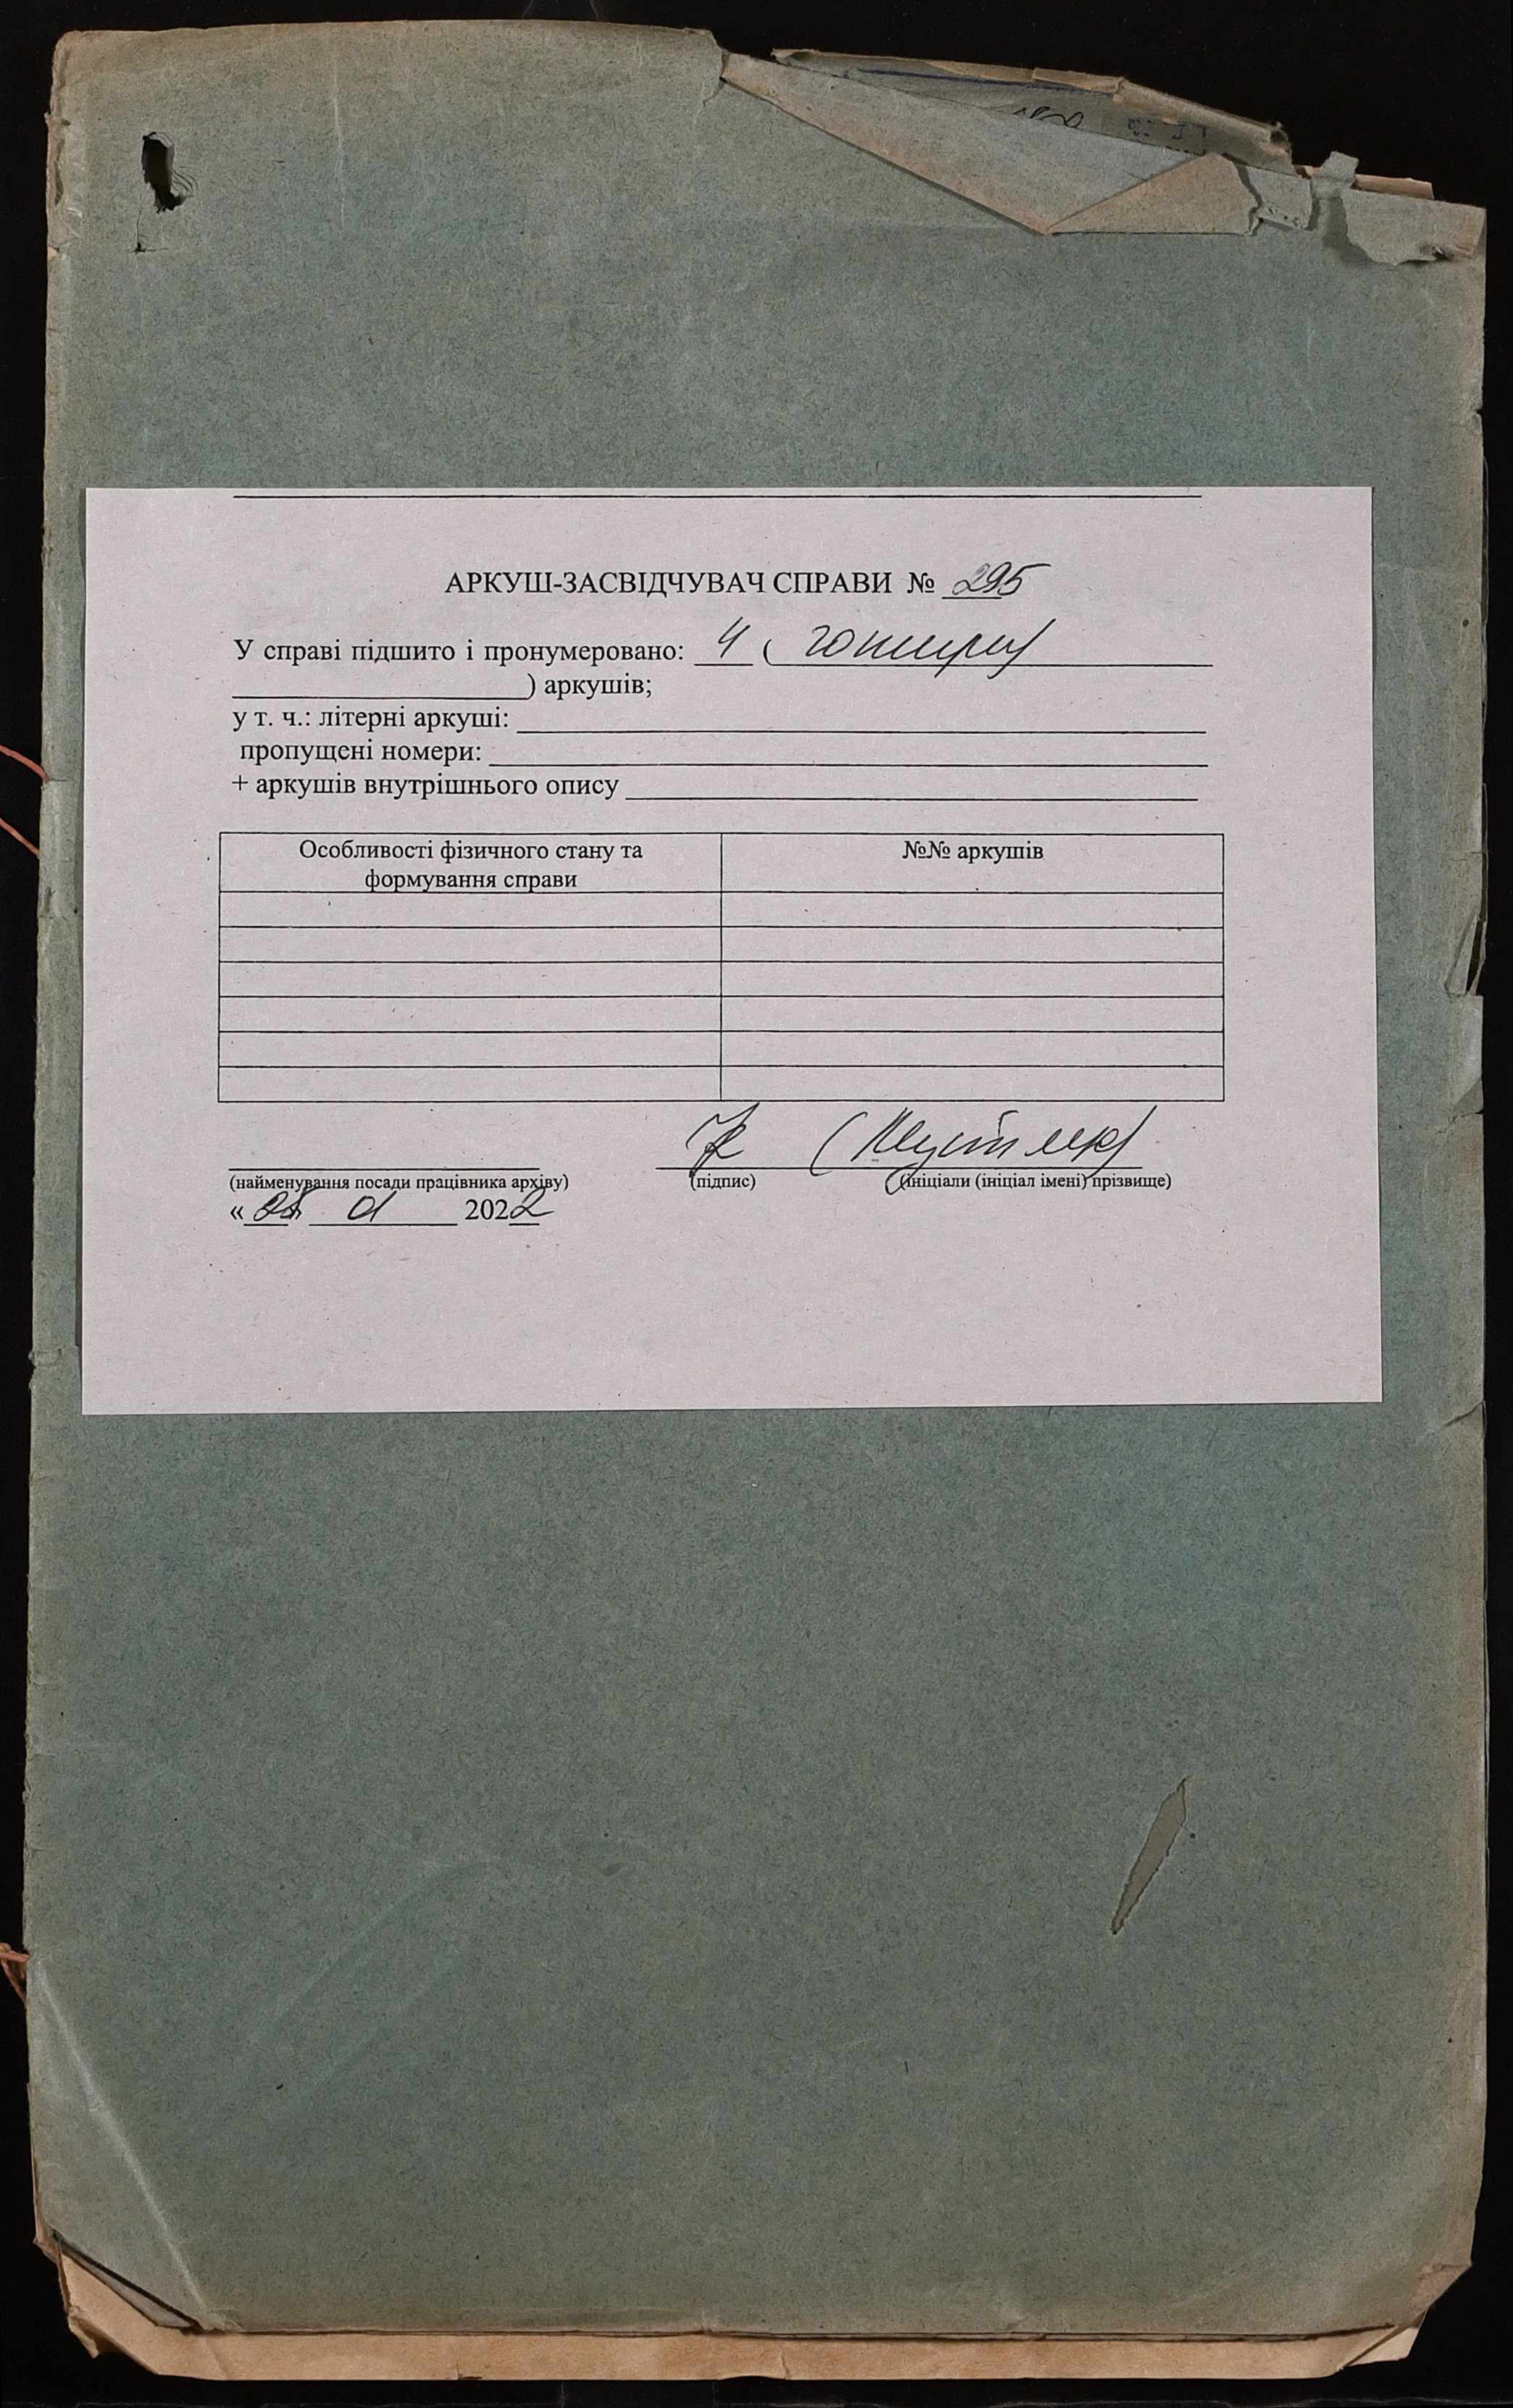 АРКУШ-ЗАСВІДЧУВАЧ СПРАВИ № 295
У справі підшито і пронумеровано: 4 ( чотири
) аркушів;
у т. ч.: літерні аркуші:
пропущені номери:
+ аркушів внутрішнього опису
Особливості фізичного стану та
формування справи
№№ аркушів
(найменування посади працівника архіву)
(підпис)
(ініціали (ініціал імені) прізвище)
« 01 2022